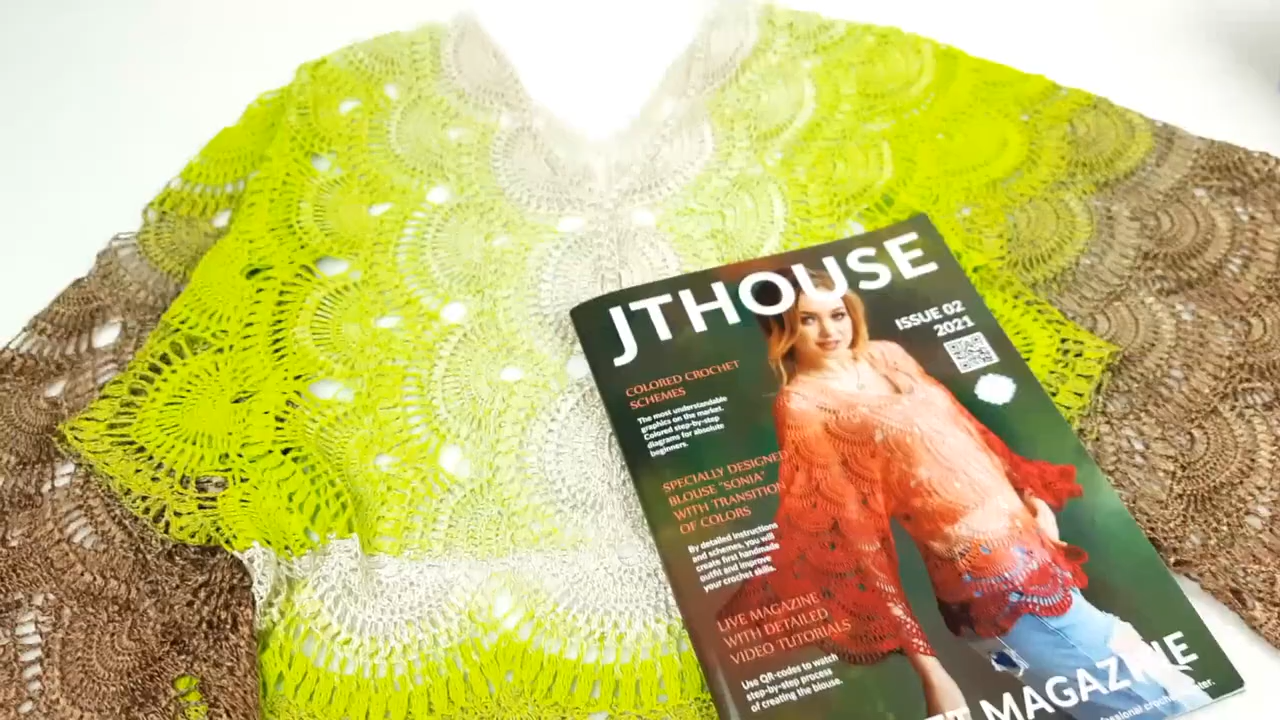 JTHOUSE
ISSUE 02
2021
COLORED CROCHET
SCHEMES
The most understandable
graphics on the market.
Colored step-by-step
diagrams for absolute
beginners.
SPECIALLY DESIGNED
BLOUSE "SONIA"
WITH TRANSITION
OF COLORS
By detailed instructions
and schemes, you will
create first handmade
outfit and improve
your crochet skills.
LIVE MAGAZINE
WITH DETAILED
VIDEO TUTORIALS
Use QR-codes to watch
step-by-step process
of creating the blouse.
MAGAZINE